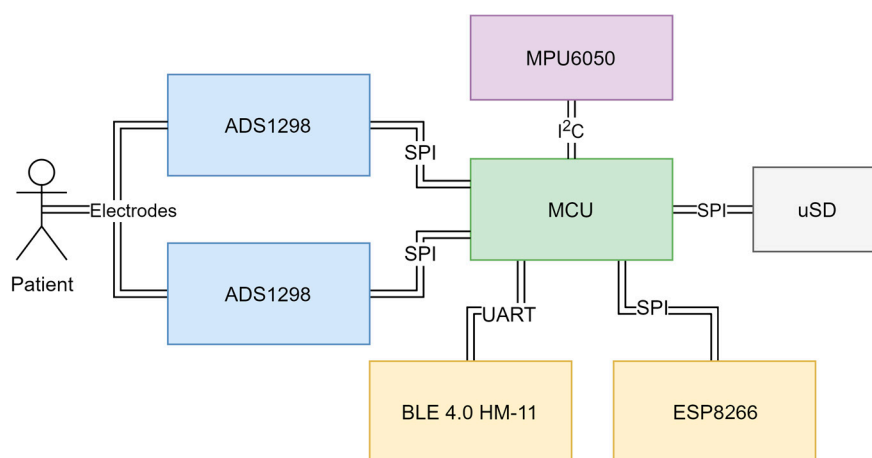 MPU6050
ADS1298
I²C
SPI
MCU
SPI
uSD
Electrodes
Patient
SPI
ADS1298
UART
SPI
BLE 4.0 HM-11
ESP8266